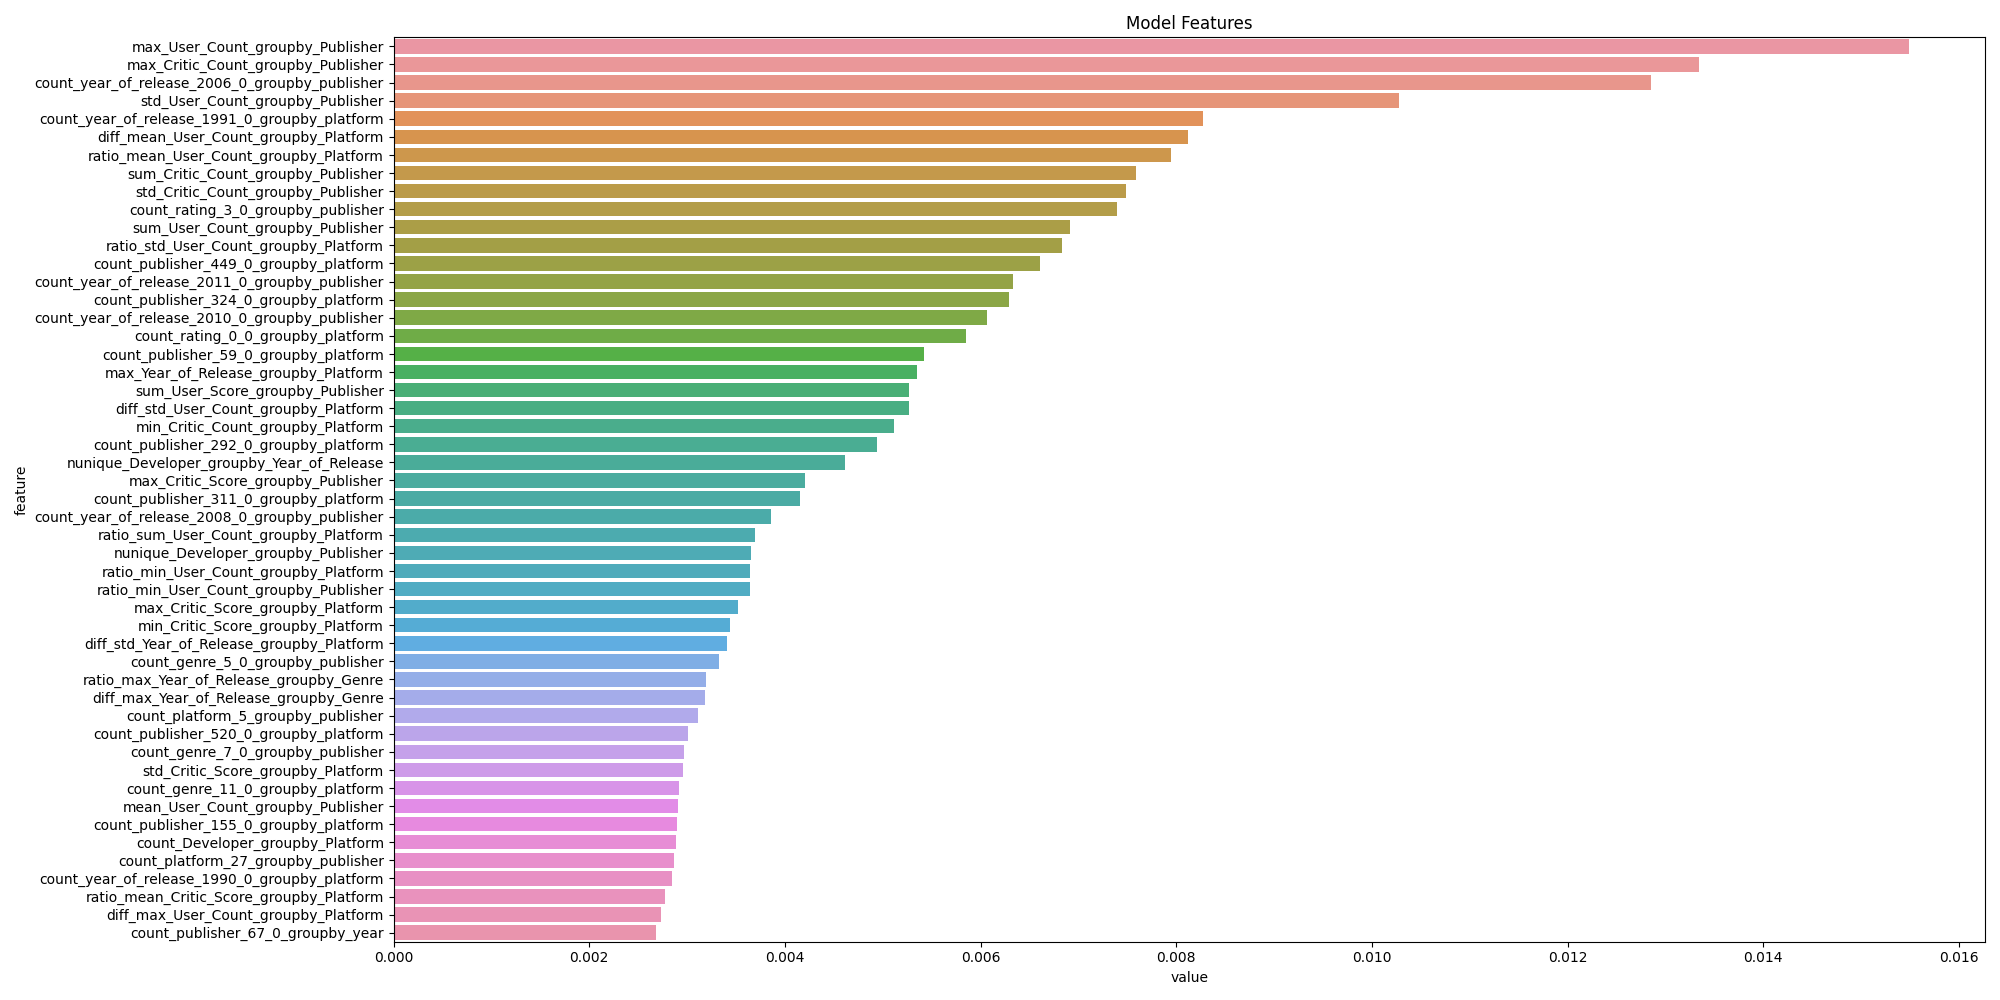 Model Features
max_User_Count_groupby_Publisher
max_Critic_Count_groupby_Publisher
count_year_of_release_2006_0_groupby_publisher
std_User_Count_groupby_Publisher
count_year_of_release_1991_0_groupby_platform
diff_mean_User_Count_groupby_Platform
ratio_mean_User_Count_groupby_Platform
sum_Critic_Count_groupby_Publisher
std_Critic_Count_groupby_Publisher
count_rating_3_0_groupby_publisher
sum_User_Count_groupby_Publisher
ratio_std_User_Count_groupby_Platform
count_publisher_449_0_groupby_platform
count_year_of_release_2011_0_groupby_publisher
count_publisher_324_0_groupby_platform
count_year_of_release_2010_0_groupby_publisher
count_rating_0_0_groupby_platform
count_publisher_59_0_groupby_platform
max_Year_of_Release_groupby_Platform
sum_User_Score_groupby_Publisher
diff_std_User_Count_groupby_Platform
min_Critic_Count_groupby_Platform
count_publisher_292_0_groupby_platform
nunique_Developer_groupby_Year_of_Release
max_Critic_Score_groupby_Publisher
count_publisher_311_0_groupby_platform
count_year_of_release_2008_0_groupby_publisher
ratio_sum_User_Count_groupby_Platform
nunique_Developer_groupby_Publisher
ratio_min_User_Count_groupby_Platform
ratio_min_User_Count_groupby_Publisher
max_Critic_Score_groupby_Platform
min_Critic_Score_groupby_Platform
diff_std_Year_of_Release_groupby_Platform
count_genre_5_0_groupby_publisher
ratio_max_Year_of_Release_groupby_Genre
diff_max_Year_of_Release_groupby_Genre
count_platform_5_groupby_publisher
count_publisher_520_0_groupby_platform
count_genre_7_0_groupby_publisher
std_Critic_Score_groupby_Platform
count_genre_11_0_groupby_platform
mean_User_Count_groupby_Publisher
count_publisher_155_0_groupby_platform
count_Developer_groupby_Platform
count_platform_27_groupby_publisher
count_year_of_release_1990_0_groupby_platform
ratio_mean_Critic_Score_groupby_Platform
diff_max_User_Count_groupby_Platform
count_publisher_67_0_groupby_year
feature
0.000 0.002 0.004 0.006 0.008 0.010 0.012 0.014 0.016
value